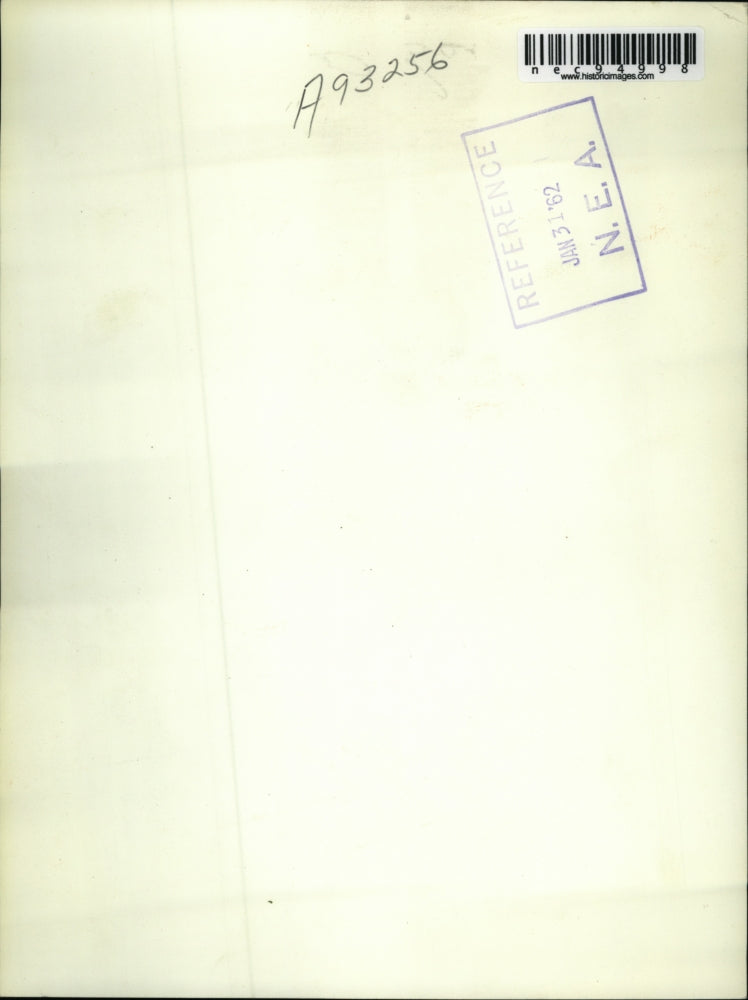 A93256
nec94998
www.historicimages.com
REFERENCE
JAN 31 '62
N. E. A.